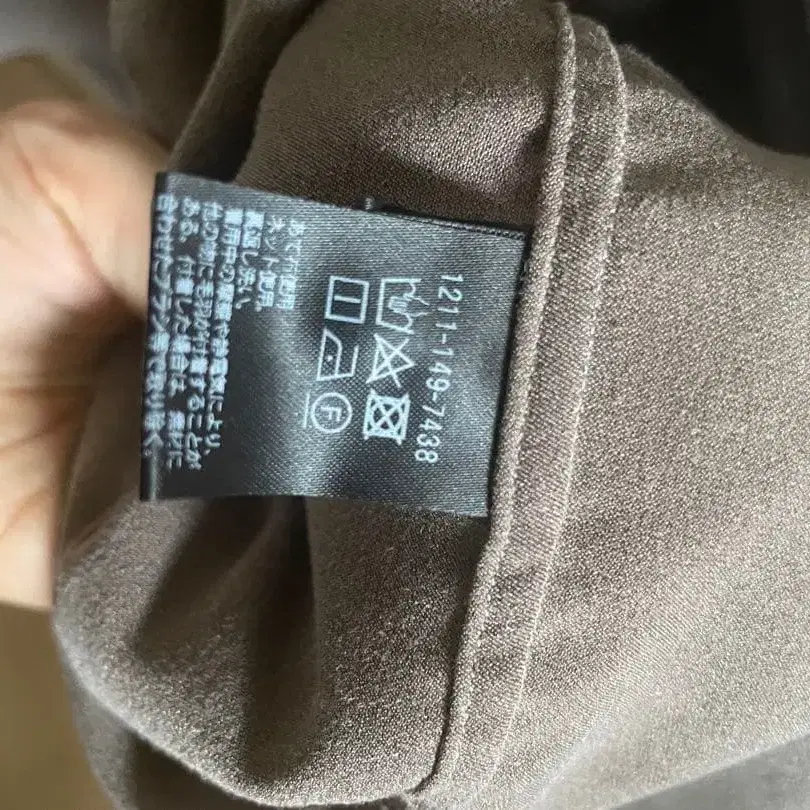 1211-149-7438
F
あて布使用
ネット使用。
裏返し洗い。
着用中の摩擦や静電気により、
他の物に毛羽が付着することが
ある。付着した場合は、素材に
合わせたブラシ等で取り除く。